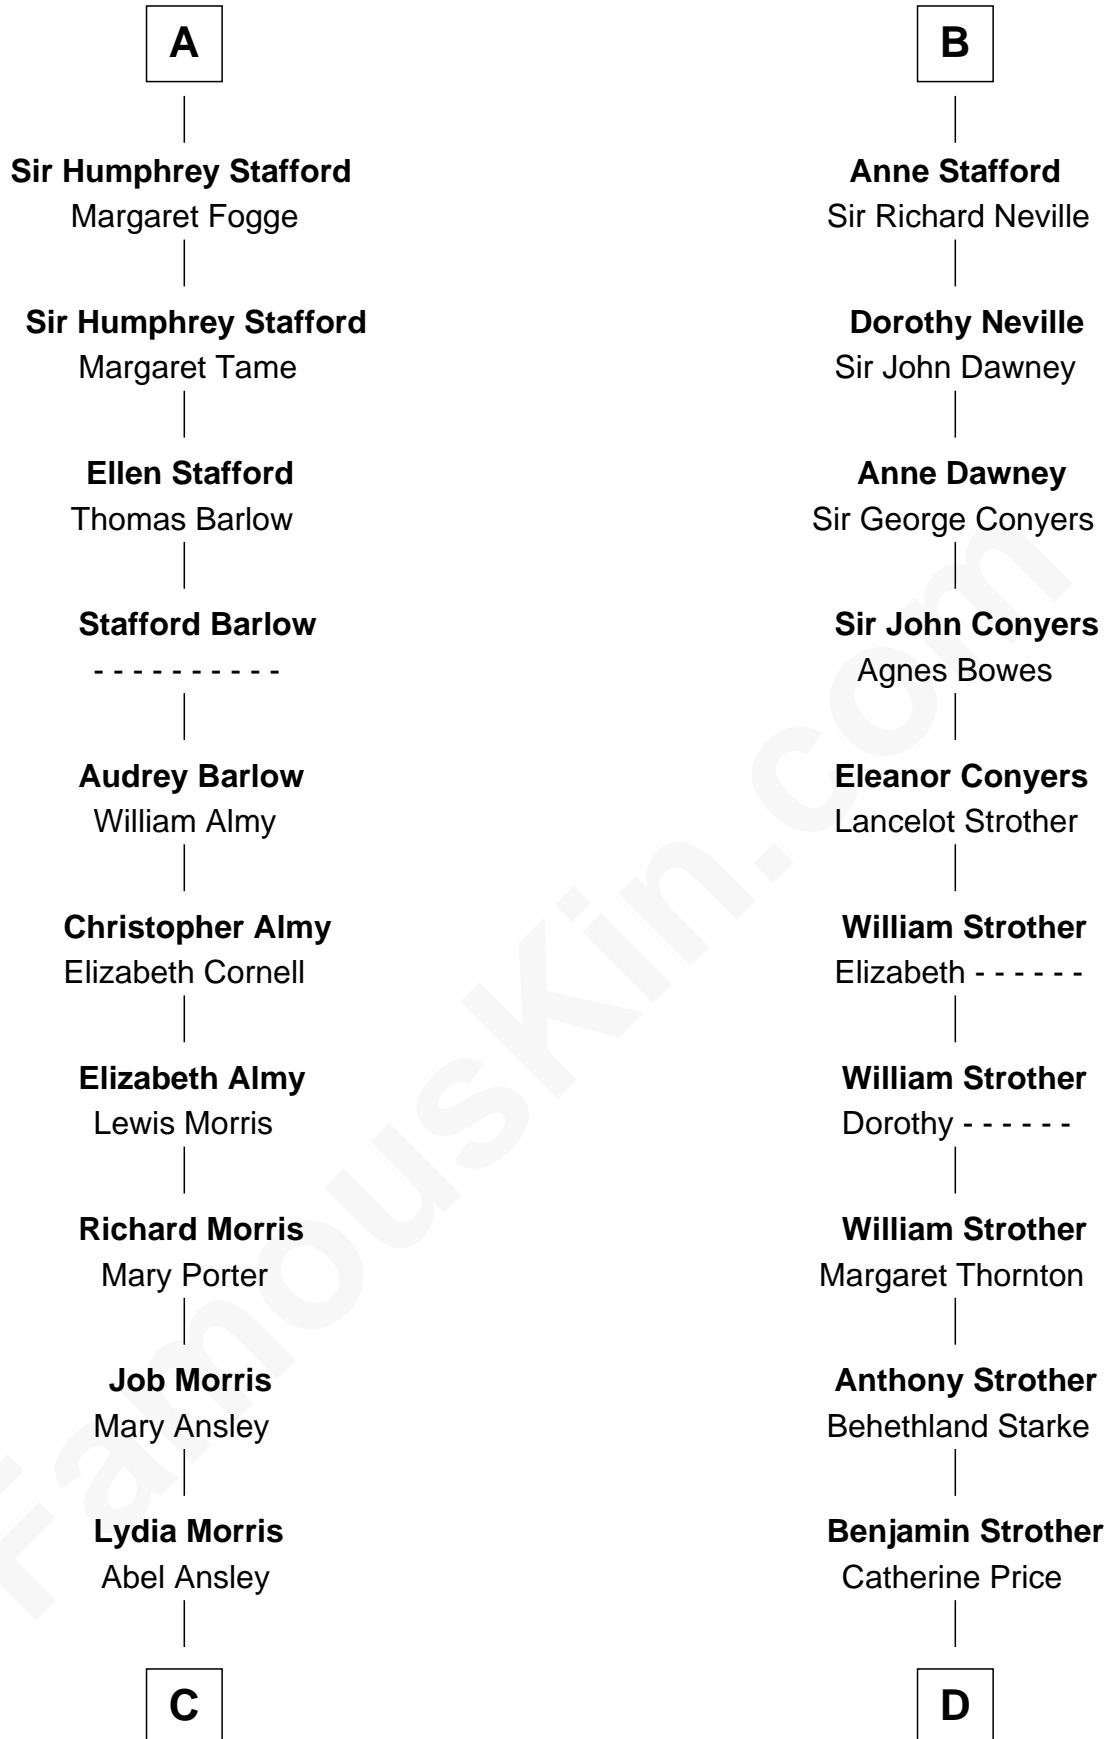 A
Sir Humphrey Stafford
Margaret Fogge
Sir Humphrey Stafford
Margaret Tame
Ellen Stafford
Thomas Barlow
Stafford Barlow
- - - - - - - - - -
Audrey Barlow
William Almy
Christopher Almy
Elizabeth Cornell
Elizabeth Almy
Lewis Morris
Richard Morris
Mary Porter
Job Morris
Mary Ansley
Lydia Morris
Abel Ansley
C
B
Anne Stafford
Sir Richard Neville
Dorothy Neville
Sir John Dawney
Anne Dawney
Sir George Conyers
Sir John Conyers
Agnes Bowes
Eleanor Conyers
Lancelot Strother
William Strother
Elizabeth - - - - - -
William Strother
Dorothy - - - - - -
William Strother
Margaret Thornton
Anthony Strother
Behethland Starke
Benjamin Strother
Catherine Price
D
FamousKin.com